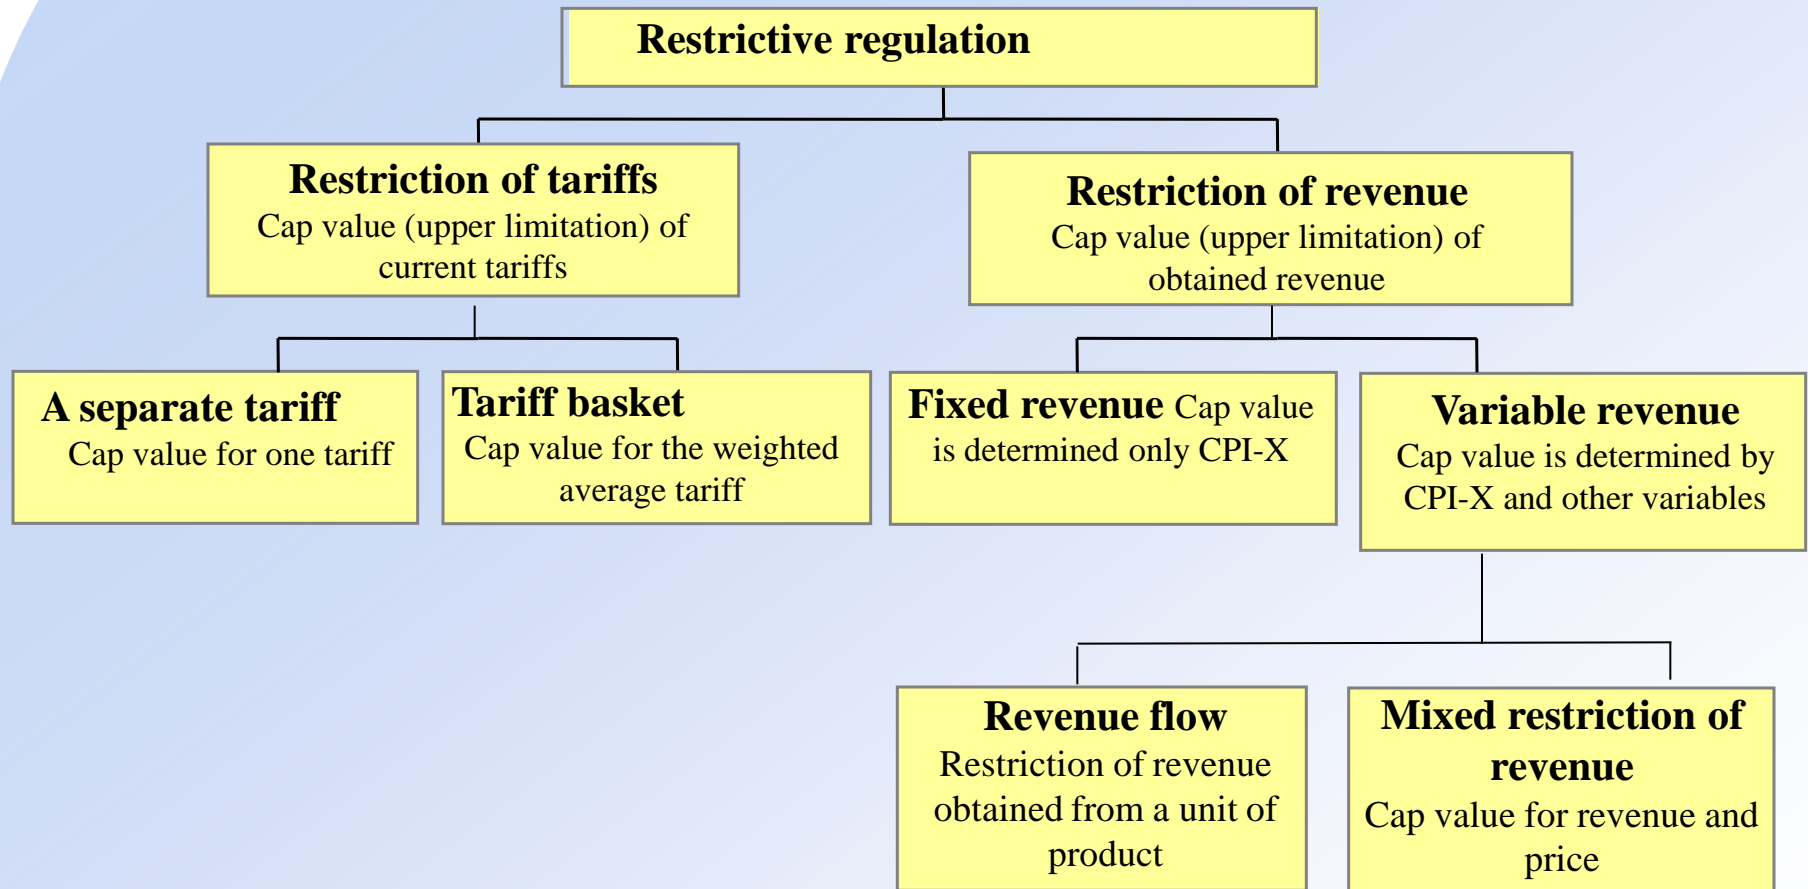 Restrictive regulation
Restriction of tariffs
Cap value (upper limitation) of
current tariffs
Restriction of revenue
Cap value (upper limitation) of
obtained revenue
A separate tariff
Cap value for one tariff
Tariff basket
Cap value for the weighted
average tariff
Fixed revenue Cap value
is determined only CPI-X
Variable revenue
Cap value is determined by
CPI-X and other variables
Revenue flow
Restriction of revenue
obtained from a unit of
product
Mixed restriction of
revenue
Cap value for revenue and
price